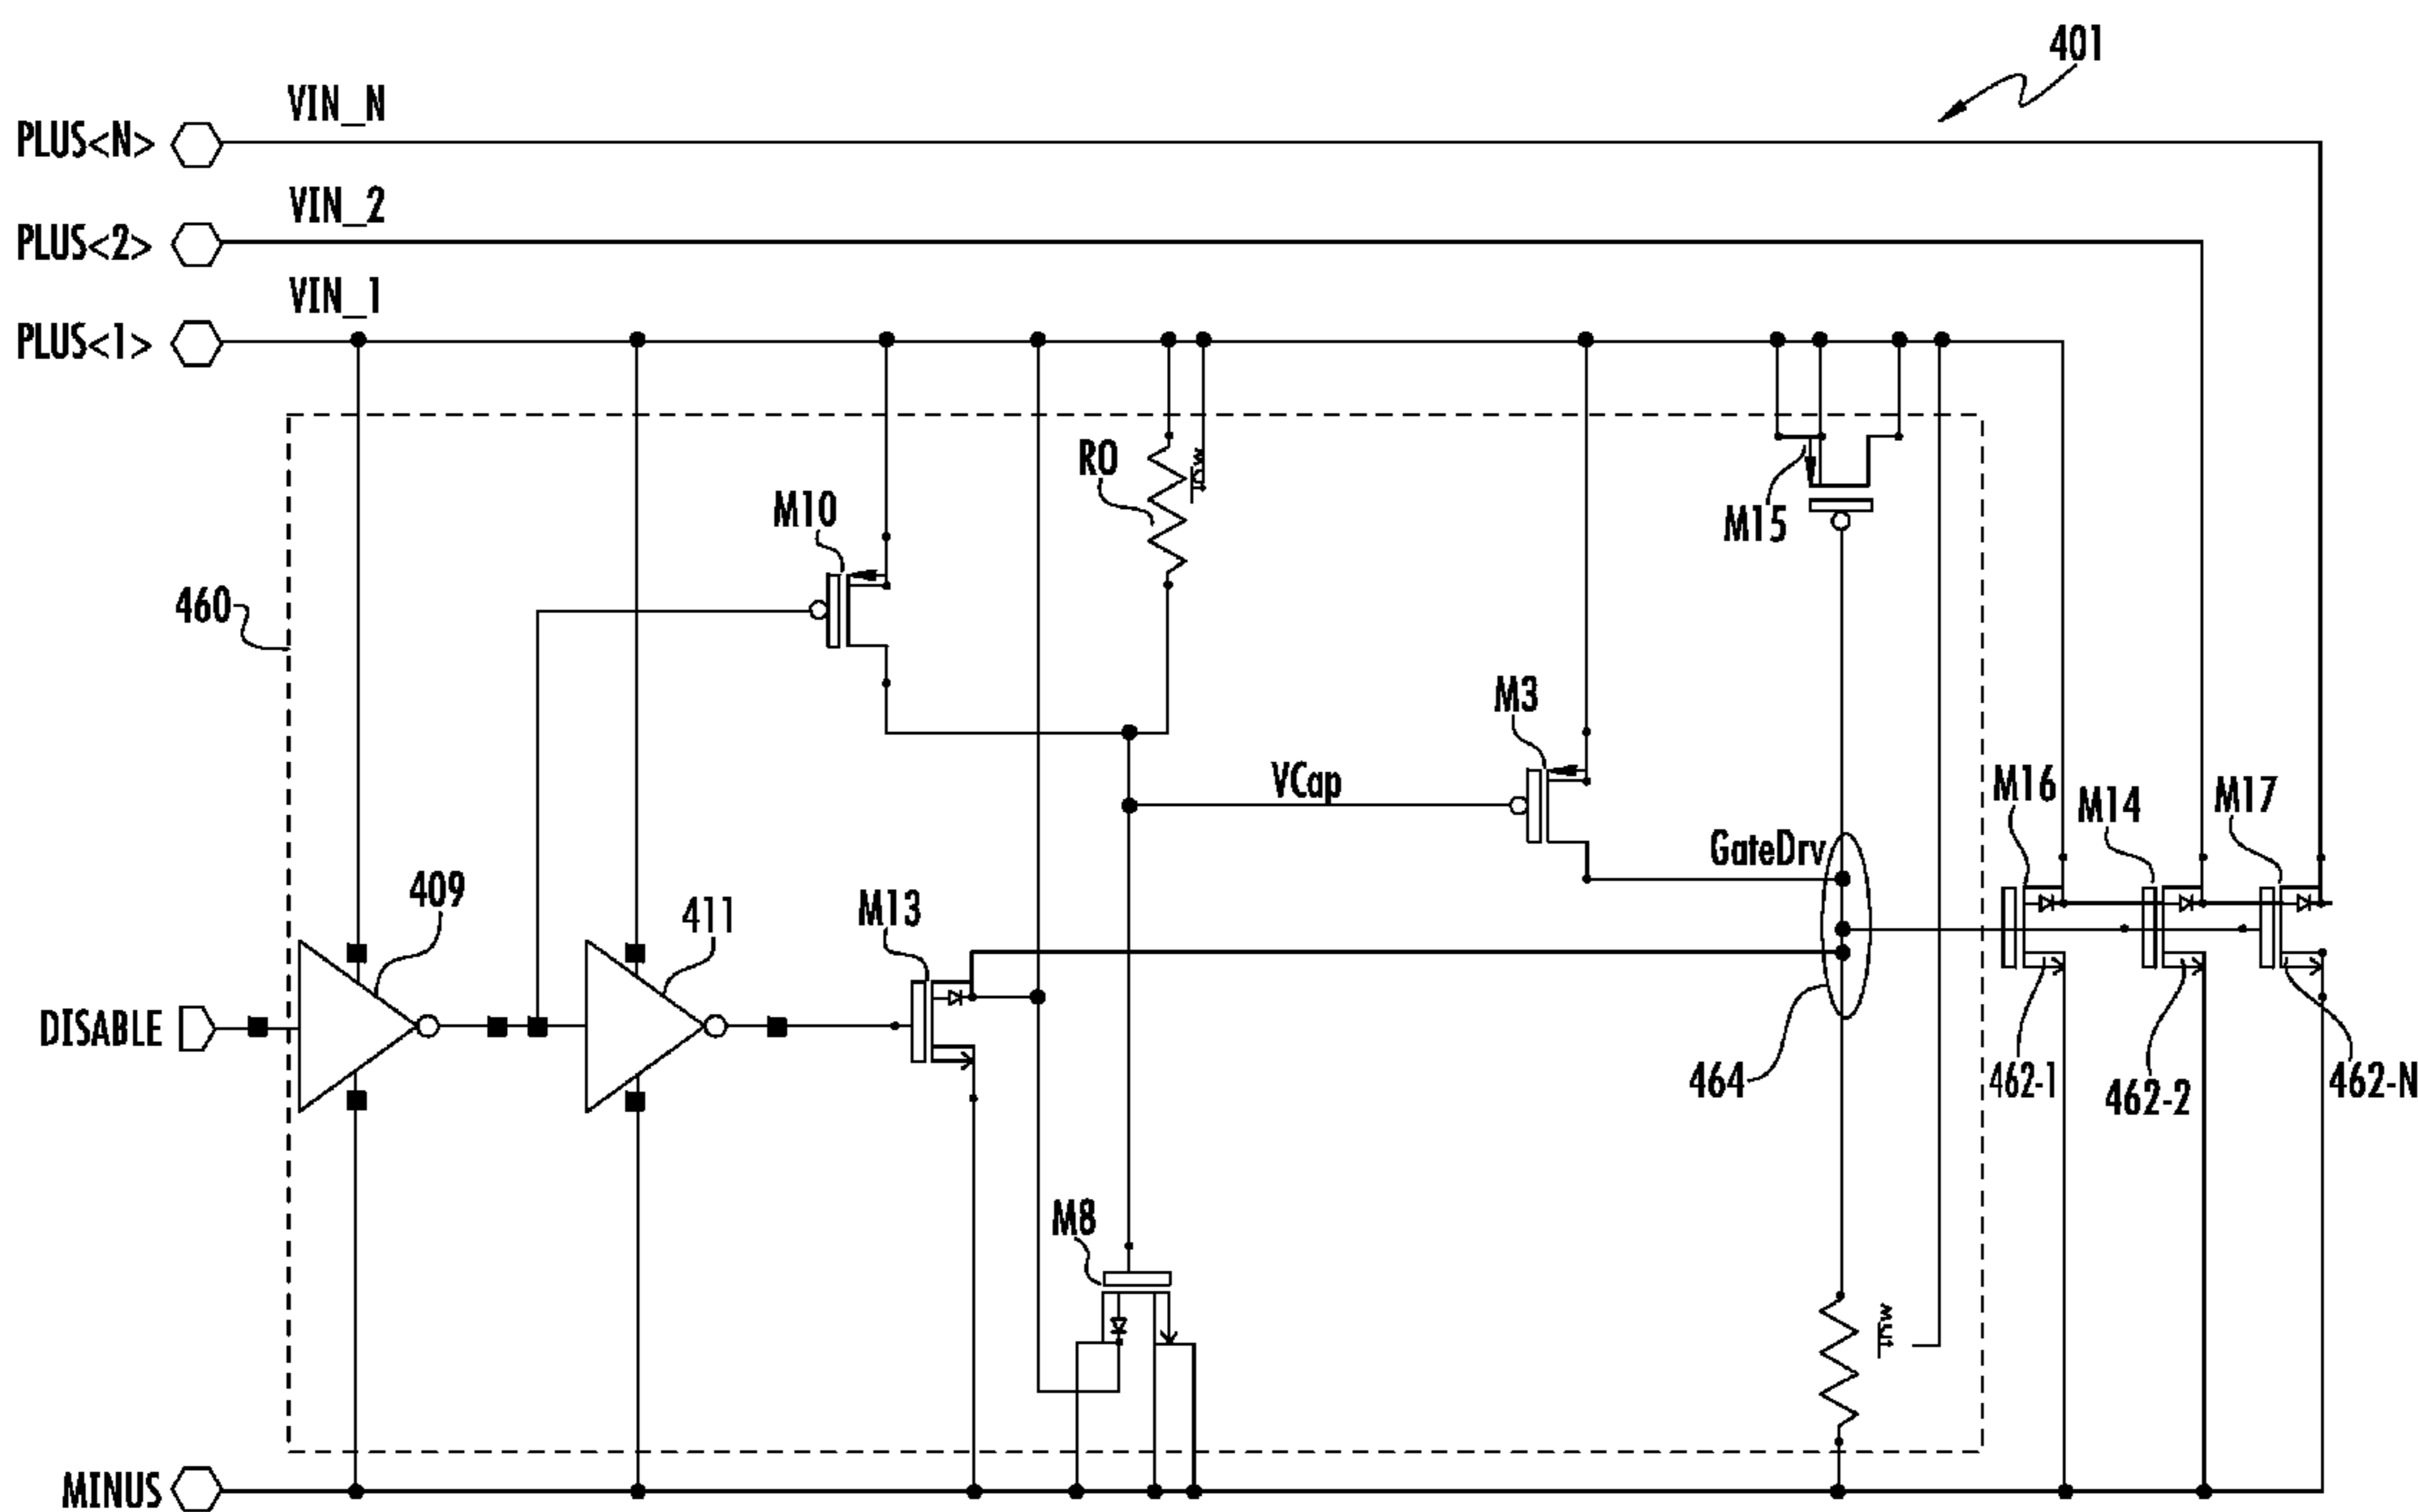 401
VIN_N
PLUS<N>
VIN_2
PLUS<2>
VIN_1
PLUS<1>
R0
M10
M15
460
M3
VCap
M16
M14
M17
GateDrv
409
411
M13
DISABLE
464
462-1
462-2
462-N
M8
MINUS